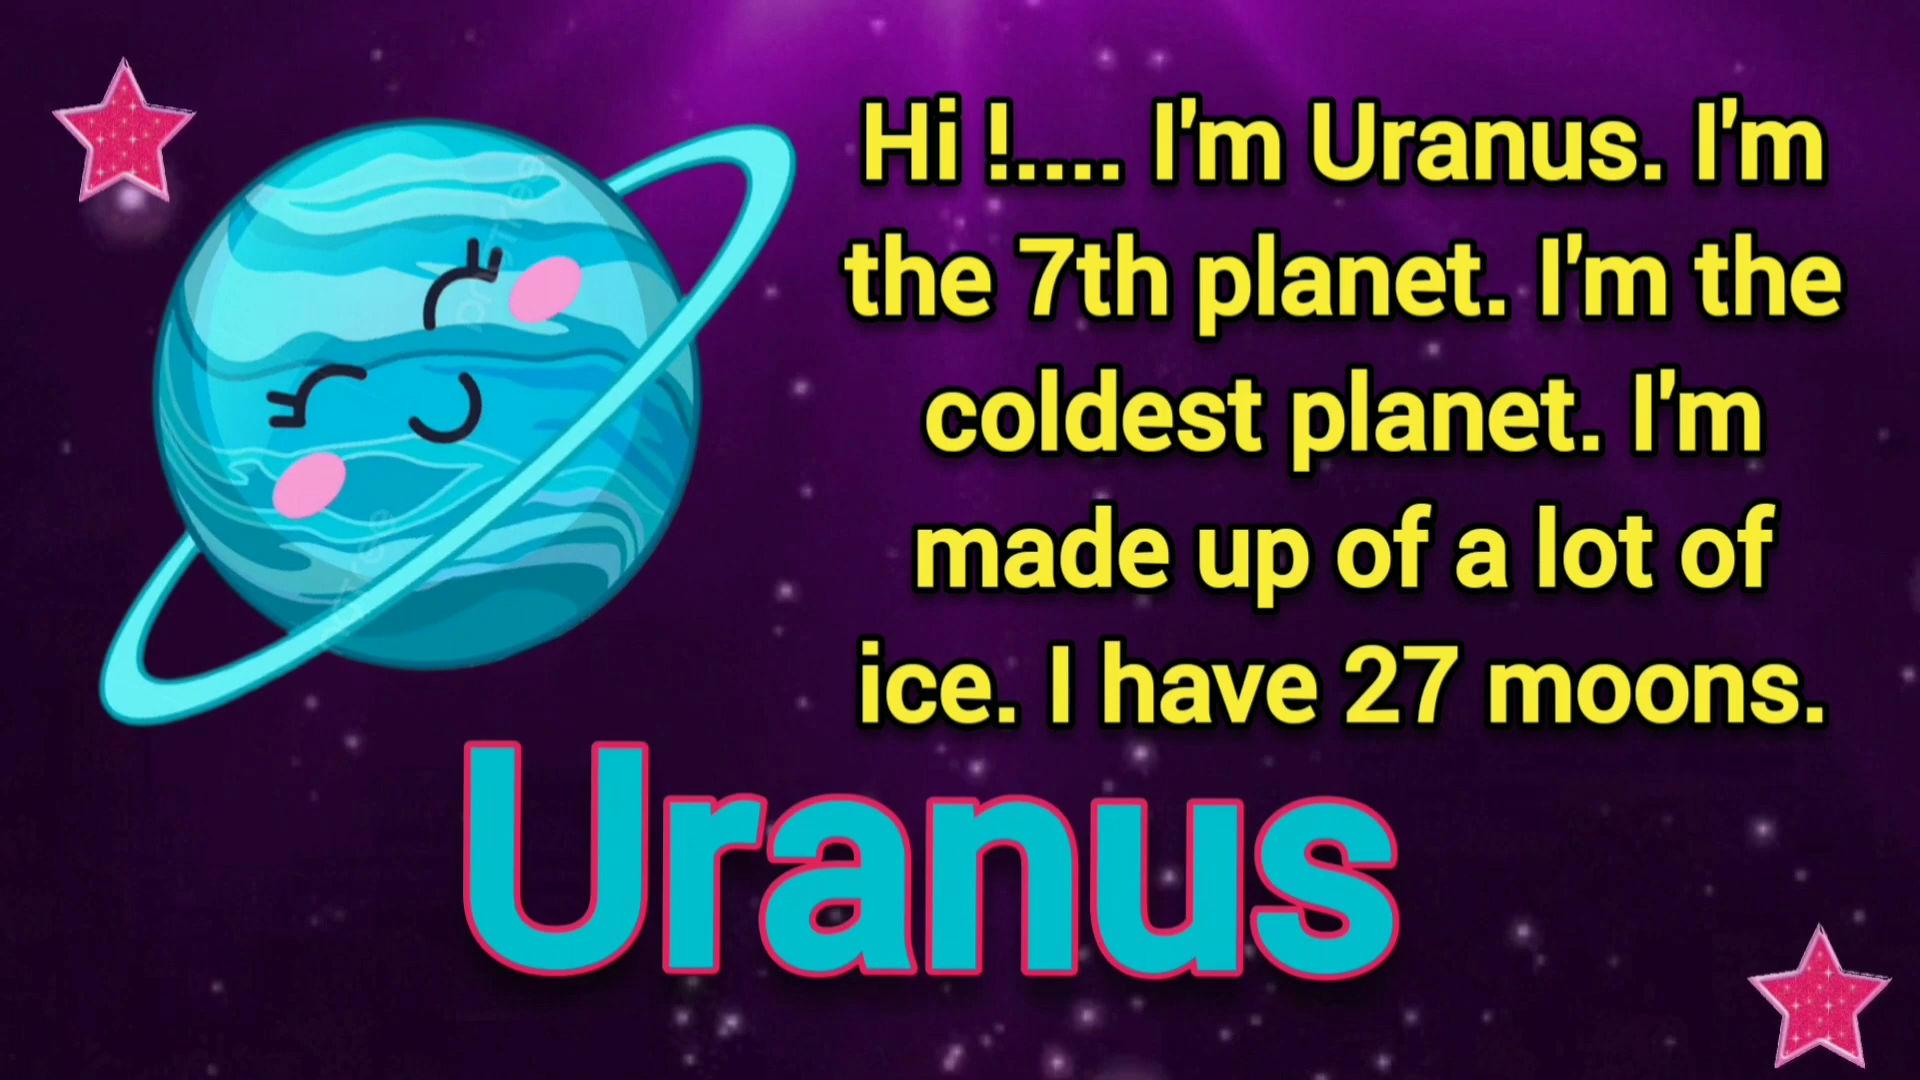 Hi !.... I'm Uranus. I'm
the 7th planet. I'm the
coldest planet. I'm
made up of a lot of
ice. I have 27 moons.
Uranus